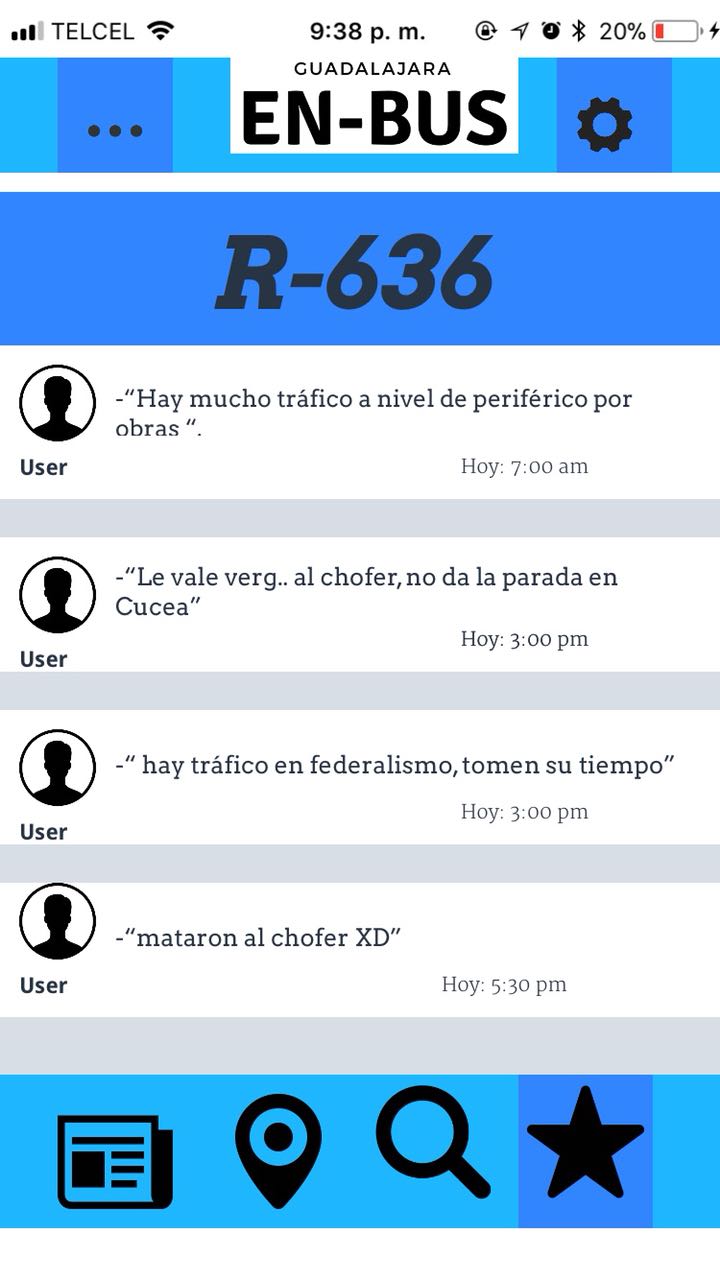 TELCEL 9:38 p. m. 20%
GUADALAJARA
EN-BUS
R-636
-“Hay mucho tráfico a nivel de periférico por
obras “.
User Hoy: 7:00 am
-“Le vale verg.. al chofer, no da la parada en
Cucea”
Hoy: 3:00 pm
User
-“ hay tráfico en federalismo, tomen su tiempo”
Hoy: 3:00 pm
User
-“mataron al chofer XD”
User Hoy: 5:30 pm